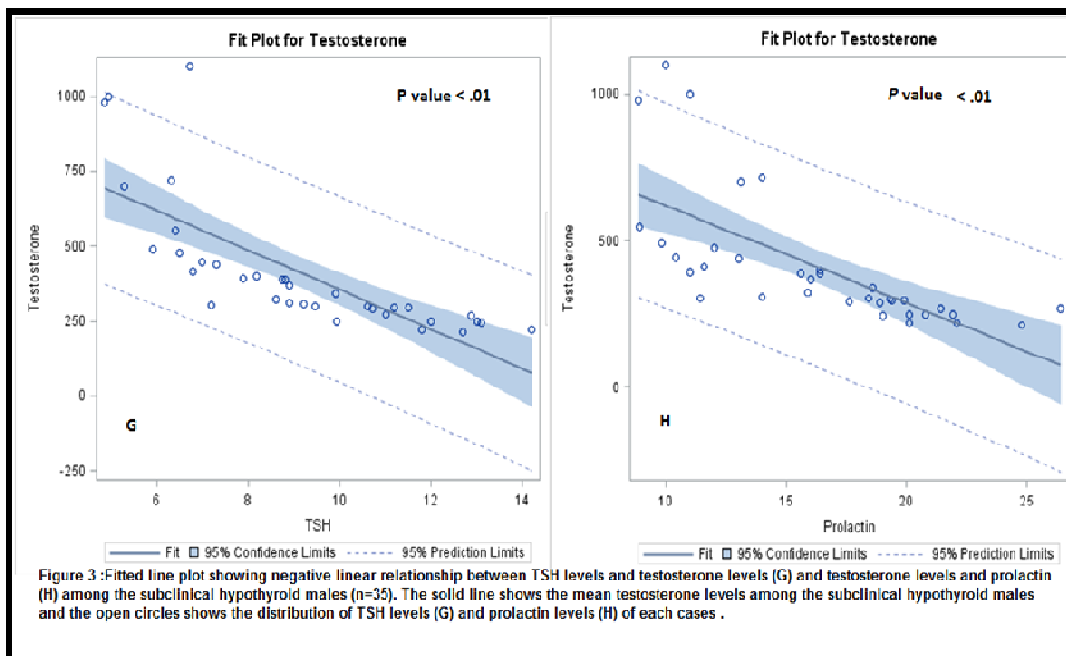 Fit Plot for Testosterone
P value < .01
1000
750
500
250
0
-250
Testosterone
G
6
8
10
12
14
TSH
Fit
95% Confidence Limits
95% Prediction Limits
Fit Plot for Testosterone
P value < .01
1000
500
0
Testosterone
H
10
15
20
25
Prolactin
Fit
95% Confidence Limits
95% Prediction Limits
Figure 3 :Fitted line plot showing negative linear relationship between TSH levels and testosterone levels (G) and testosterone levels and prolactin
(H) among the subclinical hypothyroid males (n=35). The solid line shows the mean testosterone levels among the subclinical hypothyroid males
and the open circles shows the distribution of TSH levels (G) and prolactin levels (H) of each cases .